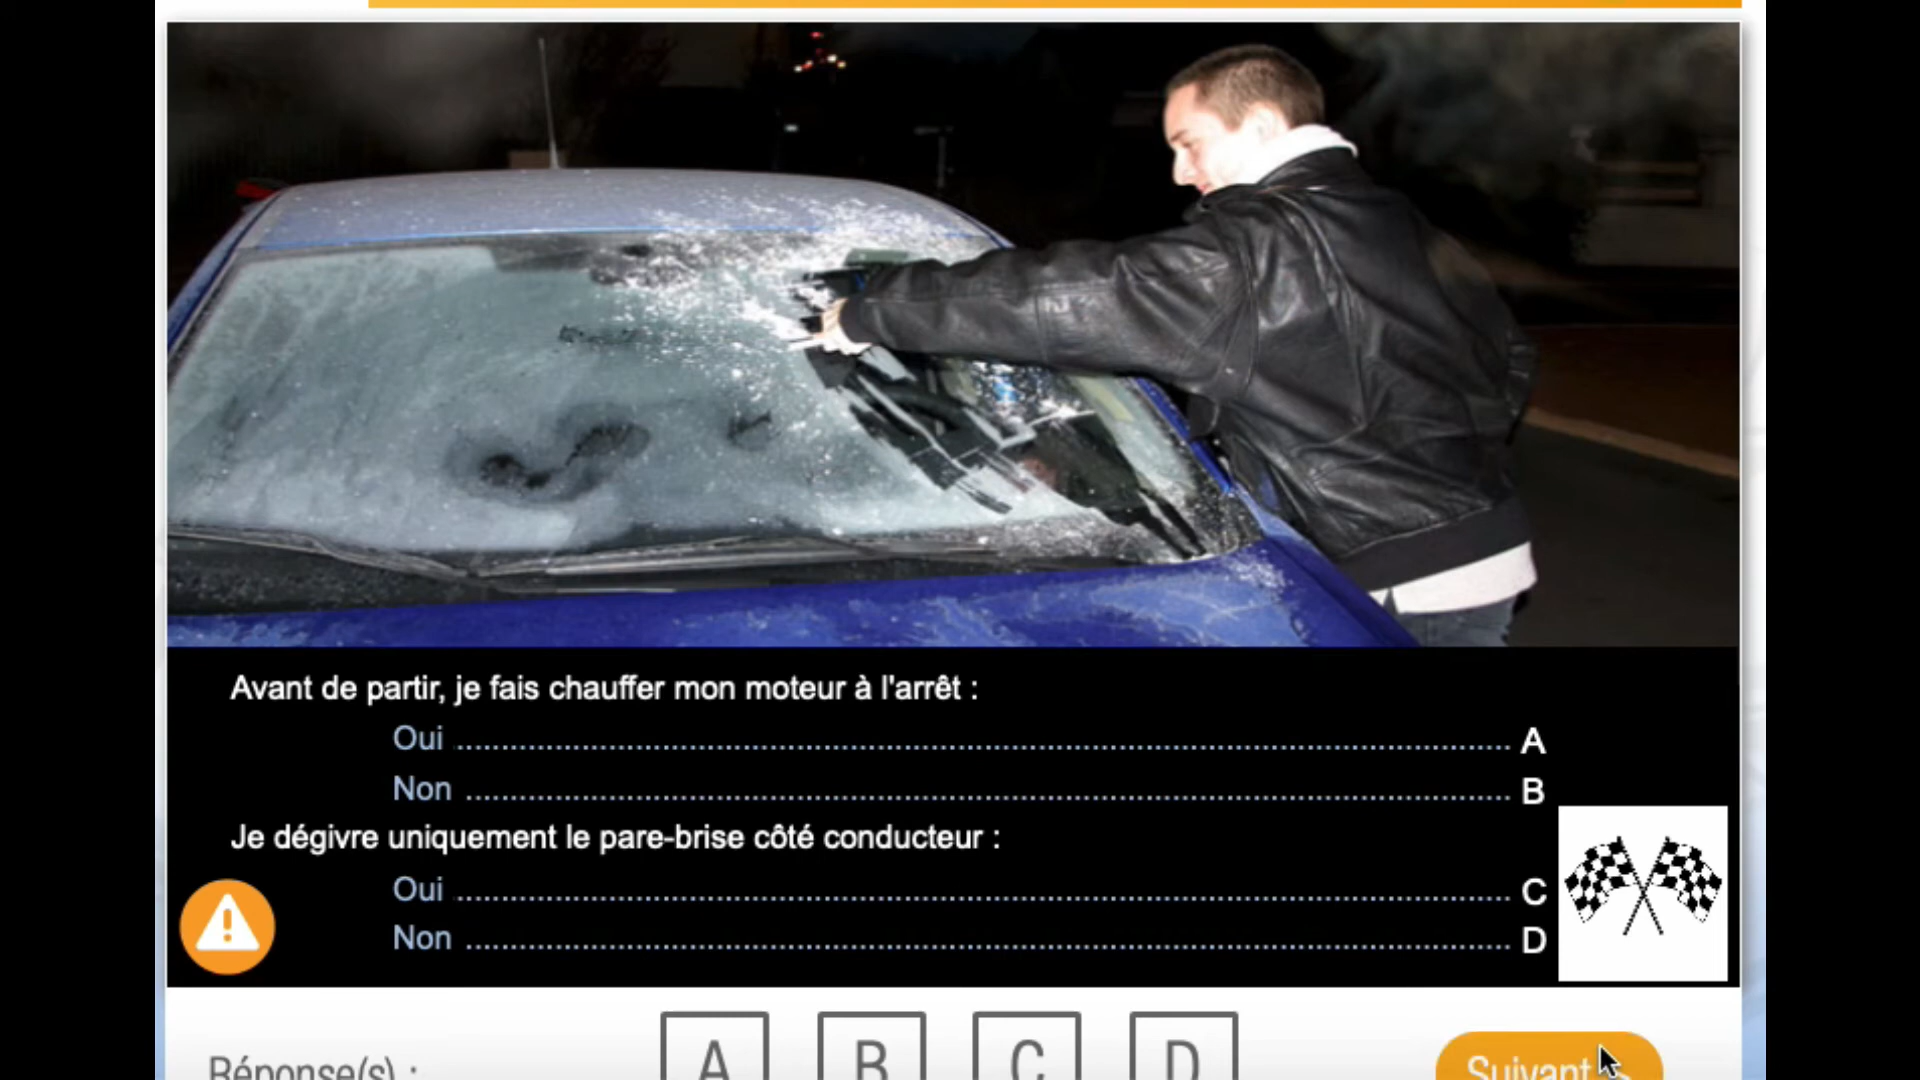 Avant de partir, je fais chauffer mon moteur à l'arrêt :
Oui ........ A
Non ........ B
Je dégivre uniquement le pare-brise côté conducteur :
Oui ........ C
Non ........ D
Réponse(s) :
A B C D
Suivant